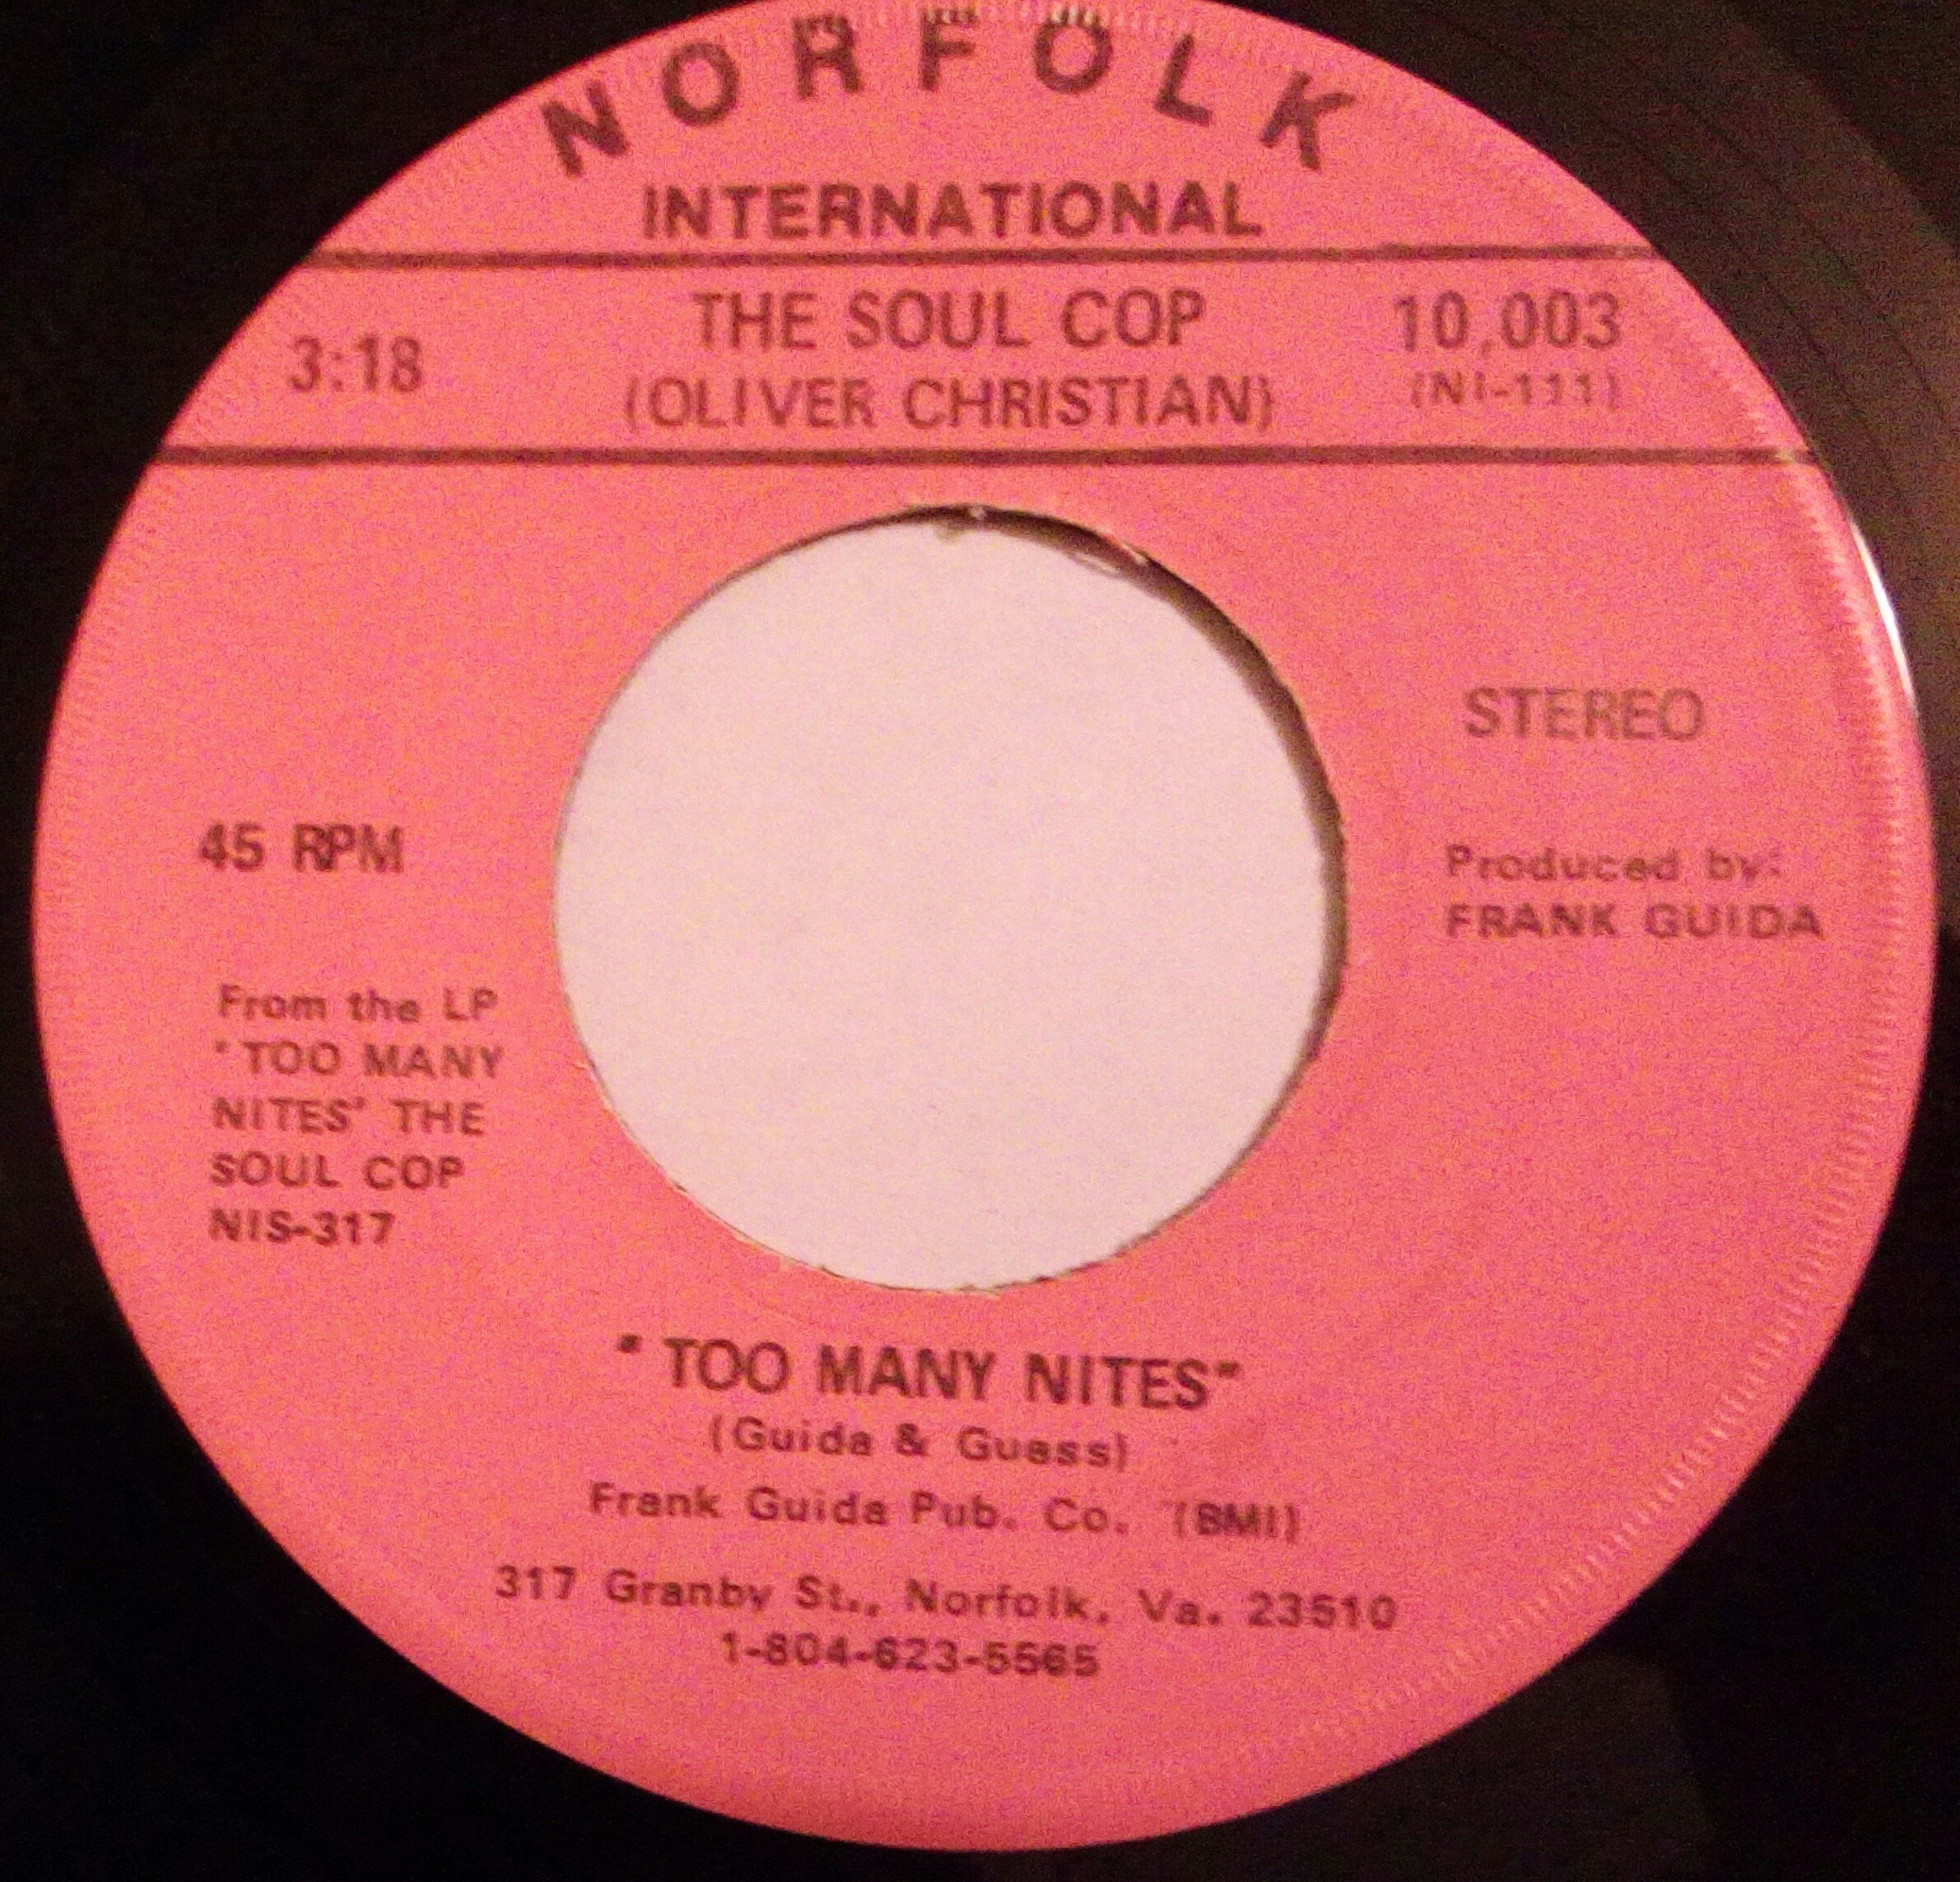 NORFOLK
INTERNATIONAL
3:18
THE SOUL COP
(OLIVER CHRISTIAN)
10,003
(NI-111)
STEREO
45 RPM
Produced by:
FRANK GUIDA
From the LP
"TOO MANY
NITES" THE
SOUL COP
NIS-317
"TOO MANY NITES"
(Guida & Guess)
Frank Guida Pub. Co. (BMI)
317 Granby St., Norfolk, Va. 23510
1-804-623-5565